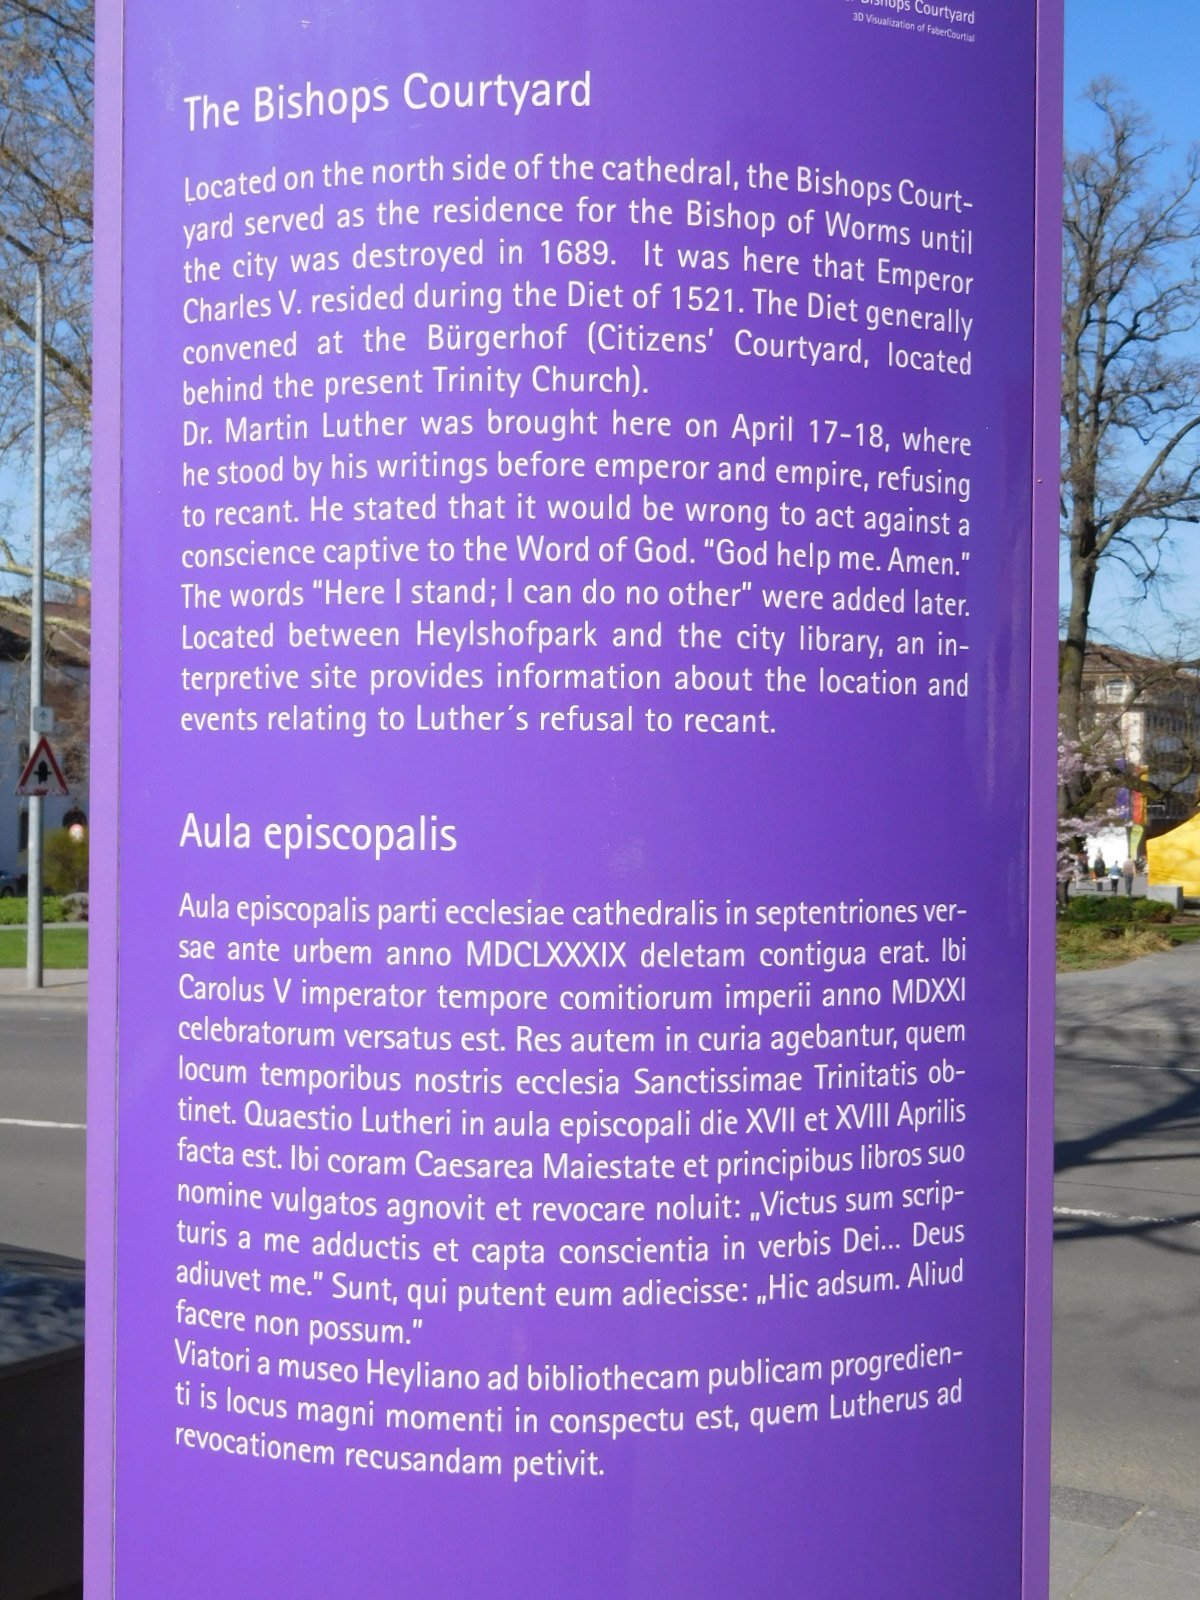 Bishops Courtyard
3D Visualization of FaberCourtial
The Bishops Courtyard
Located on the north side of the cathedral, the Bishops Court-
yard served as the residence for the Bishop of Worms until
the city was destroyed in 1689. It was here that Emperor
Charles V. resided during the Diet of 1521. The Diet generally
convened at the Bürgerhof (Citizens' Courtyard, located
behind the present Trinity Church).
Dr. Martin Luther was brought here on April 17-18, where
he stood by his writings before emperor and empire, refusing
to recant. He stated that it would be wrong to act against a
conscience captive to the Word of God. “God help me. Amen.”
The words “Here I stand; I can do no other” were added later.
Located between Heylshofpark and the city library, an in-
terpretive site provides information about the location and
events relating to Luther´s refusal to recant.
Aula episcopalis
Aula episcopalis parti ecclesiae cathedralis in septentriones ver-
sae ante urbem anno MDCLXXXIX deletam contigua erat. Ibi
Carolus V imperator tempore comitiorum imperii anno MDXXI
celebratorum versatus est. Res autem in curia agebantur, quem
locum temporibus nostris ecclesia Sanctissimae Trinitatis ob-
tinet. Quaestio Lutheri in aula episcopali die XVII et XVIII Aprilis
facta est. Ibi coram Caesarea Maiestate et principibus libros suo
nomine vulgatos agnovit et revocare noluit: „Victus sum scrip-
turis a me adductis et capta conscientia in verbis Dei... Deus
adiuvet me.” Sunt, qui putent eum adiecisse: „Hic adsum. Aliud
facere non possum.”
Viatori a museo Heyliano ad bibliothecam publicam progredien-
ti is locus magni momenti in conspectu est, quem Lutherus ad
revocationem recusandam petivit.